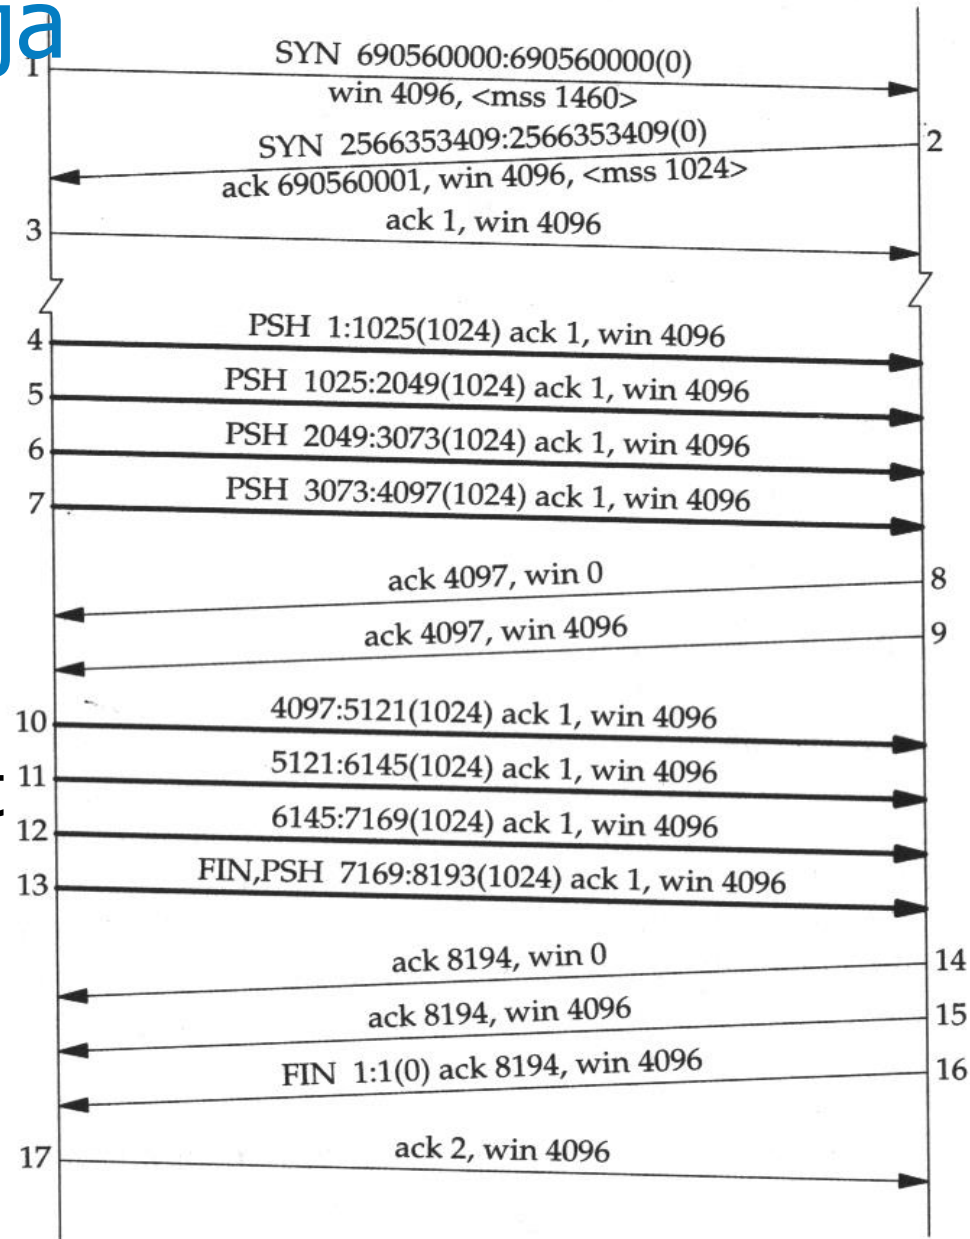 ja
1
SYN 690560000:690560000(0)
win 4096, <mss 1460>
SYN 2566353409:2566353409(0)
2
ack 690560001, win 4096, <mss 1024>
3
ack 1, win 4096
4
PSH 1:1025(1024) ack 1, win 4096
5
PSH 1025:2049(1024) ack 1, win 4096
6
PSH 2049:3073(1024) ack 1, win 4096
7
PSH 3073:4097(1024) ack 1, win 4096
ack 4097, win 0
8
ack 4097, win 4096
9
10
4097:5121(1024) ack 1, win 4096
11
5121:6145(1024) ack 1, win 4096
12
6145:7169(1024) ack 1, win 4096
13
FIN,PSH 7169:8193(1024) ack 1, win 4096
ack 8194, win 0
14
ack 8194, win 4096
15
FIN 1:1(0) ack 8194, win 4096
16
17
ack 2, win 4096